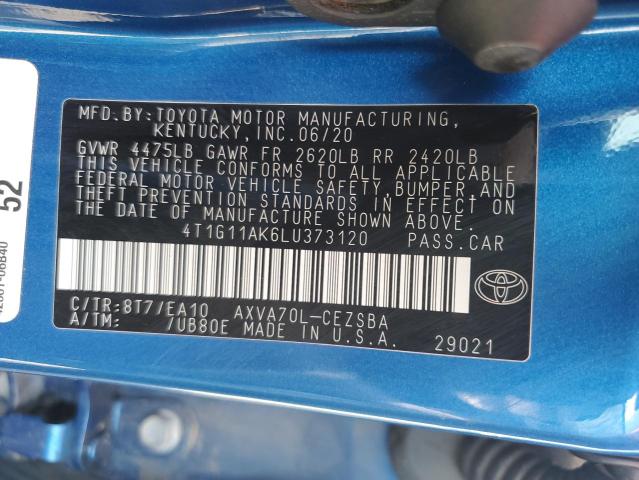 MFD.BY:TOYOTA MOTOR MANUFACTURING,
KENTUCKY,INC.06/20
GVWR 4475LB GAWR FR 2620LB RR 2420LB
THIS VEHICLE CONFORMS TO ALL APPLICABLE
FEDERAL MOTOR VEHICLE SAFETY,BUMPER,AND
THEFT PREVENTION STANDARDS IN EFFECT ON
THE DATE OF MANUFACTURE SHOWN ABOVE.
4T1G11AK6LU373120 PASS.CAR
C/TR:8T7/EA10 AXVA70L-CEZSBA
A/TM: /UB80E MADE IN U.S.A. 29021
52